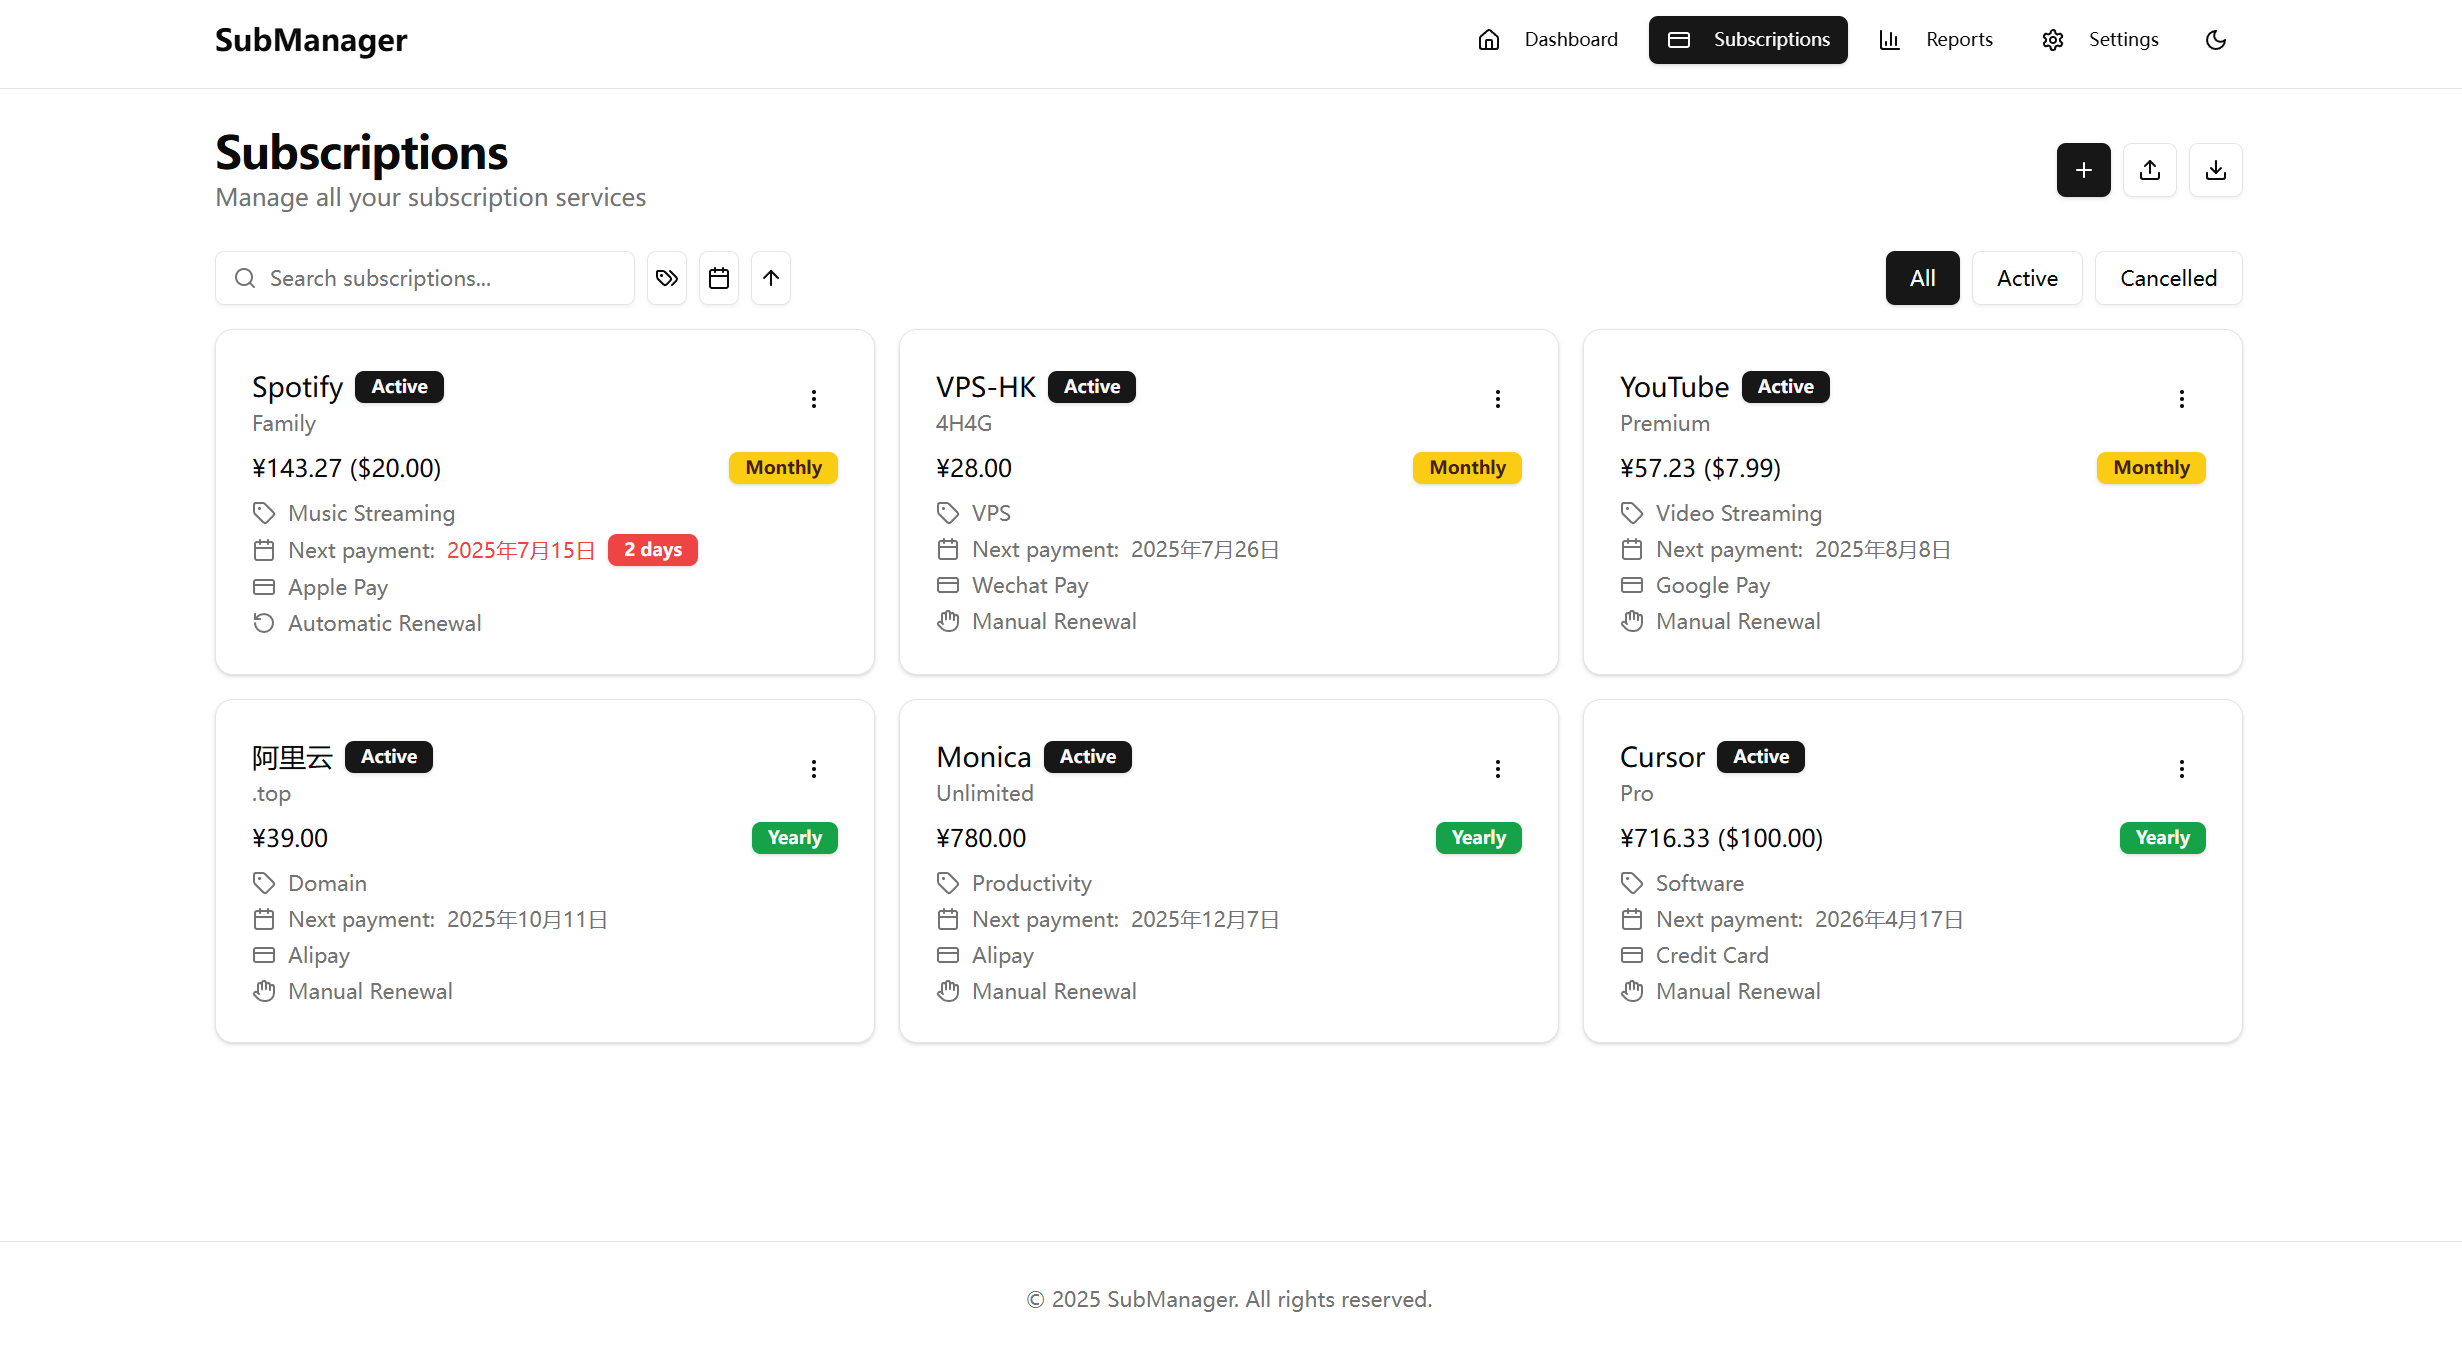 SubManager
Dashboard
Subscriptions
Reports
Settings
Subscriptions
Manage all your subscription services
Search subscriptions...
All
Active
Cancelled
Spotify Active
Family
¥143.27 ($20.00) Monthly
Music Streaming
Next payment: 2025年7月15日 2 days
Apple Pay
Automatic Renewal
VPS-HK Active
4H4G
¥28.00 Monthly
VPS
Next payment: 2025年7月26日
Wechat Pay
Manual Renewal
YouTube Active
Premium
¥57.23 ($7.99) Monthly
Video Streaming
Next payment: 2025年8月8日
Google Pay
Manual Renewal
阿里云 Active
.top
¥39.00 Yearly
Domain
Next payment: 2025年10月11日
Alipay
Manual Renewal
Monica Active
Unlimited
¥780.00 Yearly
Productivity
Next payment: 2025年12月7日
Alipay
Manual Renewal
Cursor Active
Pro
¥716.33 ($100.00) Yearly
Software
Next payment: 2026年4月17日
Credit Card
Manual Renewal
© 2025 SubManager. All rights reserved.